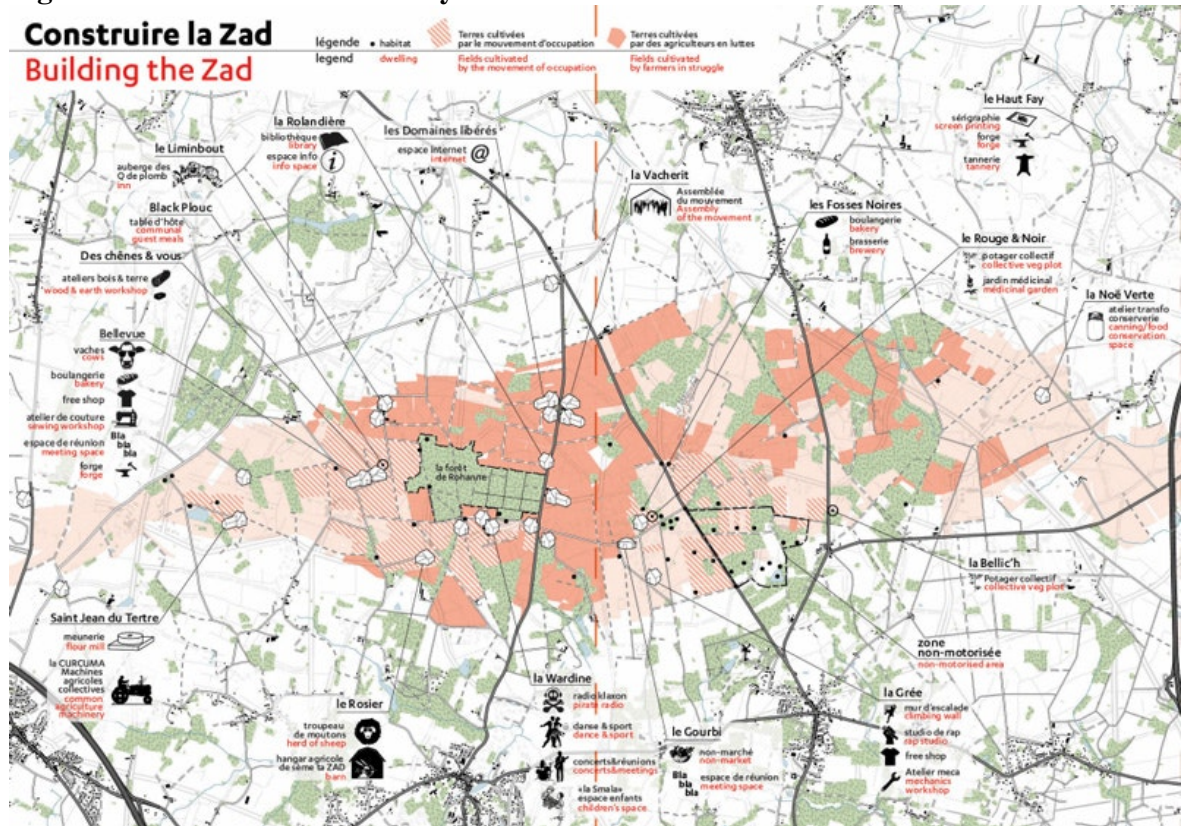 Construire la Zad
Building the Zad
légende
legend
habitat
dwelling
Terres cultivées
par le mouvement d'occupation
Fields cultivated
by the movement of occupation
Terres cultivées
par des agriculteurs en luttes
Fields cultivated
by farmers in struggle
le Liminbout
auberge des
Q de plomb
inn
la Rolandière
bibliothèque
library
espace info
info space
les Domaines libérés
espace Internet
internet
@
la Vacherit
Assemblée
du mouvement
Assembly
of the movement
le Haut Fay
sérigraphie
screen printing
forge
forge
tannerie
tannery
Black Plouc
table d'hôte
communal
guest meals
les Fosses Noires
boulangerie
bakery
brasserie
brewery
le Rouge & Noir
potager collectif
collective veg plot
jardin médicinal
médicinal garden
Des chênes & vous
ateliers bois & terre
wood & earth workshop
la Noë Verte
atelier transfo
conserverie
canning/food
conservation
space
Bellevue
vaches
cows
boulangerie
bakery
free shop
atelier de couture
sewing workshop
espace de réunion
meeting space
Bla
bla
bla
forge
forge
la forêt
de Rohanne
la Bellic'h
Potager collectif
collective veg plot
Saint Jean du Tertre
meunerie
flour mill
la CURCUMA
Machines
agricoles
collectives
common
agriculture
machinery
zone
non-motorisée
non-motorised area
le Rosier
troupeau
de moutons
herd of sheep
hangar agricole
de sème ta ZAD
barn
la Wardine
radio klaxon
pirate radio
danse & sport
dance & sport
concerts&réunions
concerts&meetings
«la Smala»
espace enfants
children's space
le Gourbi
non-marché
non-market
Bla
bla
bla
espace de réunion
meeting space
la Grée
mur d'escalade
climbing wall
studio de rap
rap studio
free shop
Atelier meca
mechanics
workshop